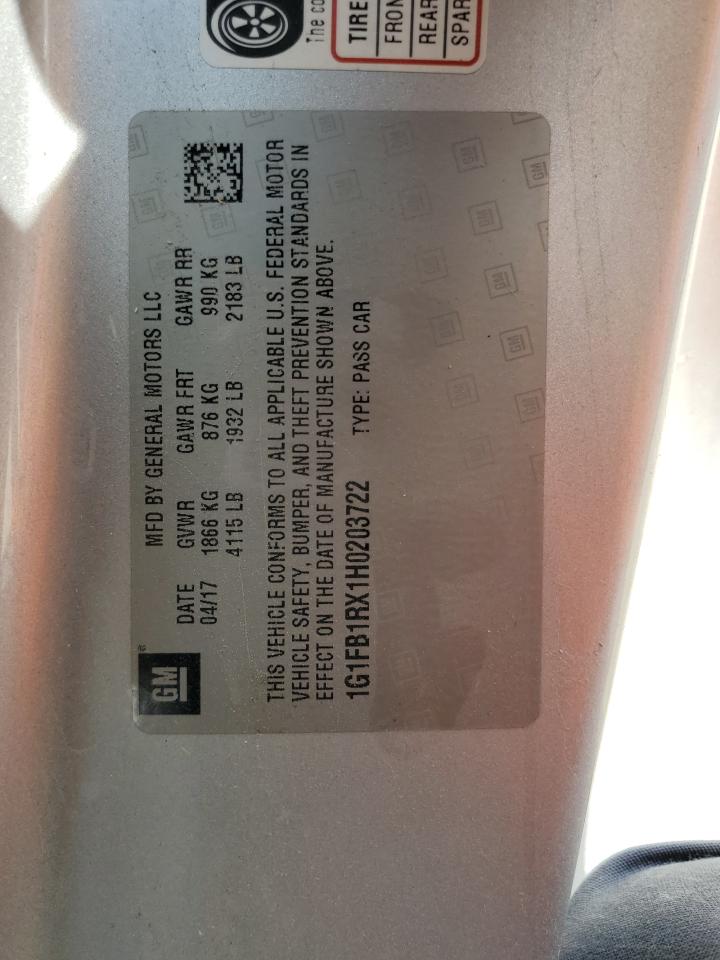 The co
TIRE
FRON
REAR
SPAR
GM
MFD BY GENERAL MOTORS LLC
DATE GVWR GAWR FRT GAWR RR
04/17 1866 KG 876 KG 990 KG
4115 LB 1932 LB 2183 LB
THIS VEHICLE CONFORMS TO ALL APPLICABLE U.S. FEDERAL MOTOR
VEHICLE SAFETY, BUMPER, AND THEFT PREVENTION STANDARDS IN
EFFECT ON THE DATE OF MANUFACTURE SHOWN ABOVE.
1G1FB1RX1H0203722 TYPE: PASS CAR